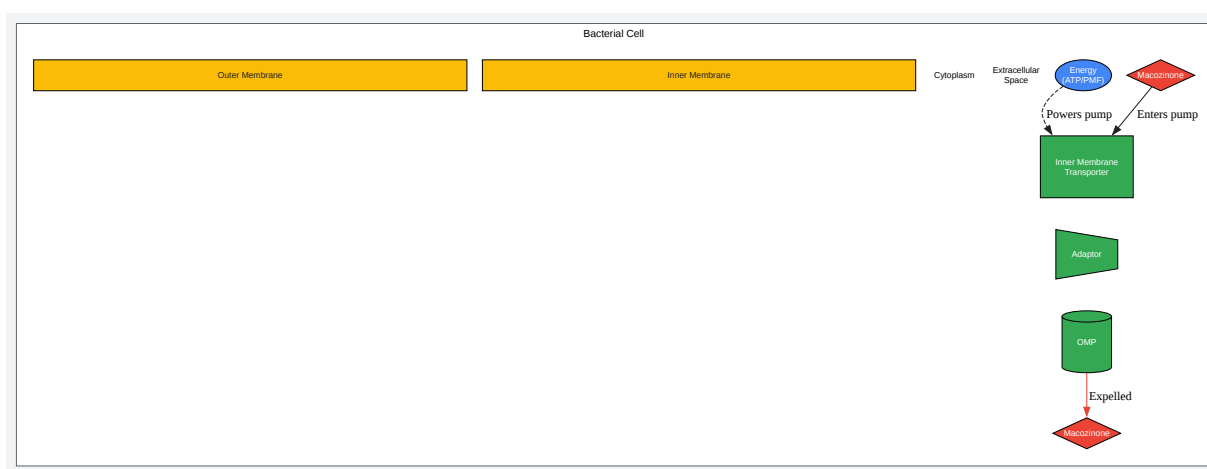 Bacterial Cell
Outer Membrane
Inner Membrane
Cytoplasm
Extracellular
Space
Energy
(ATP/PMF)
Macozinone
Powers pump
Enters pump
Inner Membrane
Transporter
Adaptor
OMP
Expelled
Macozinone